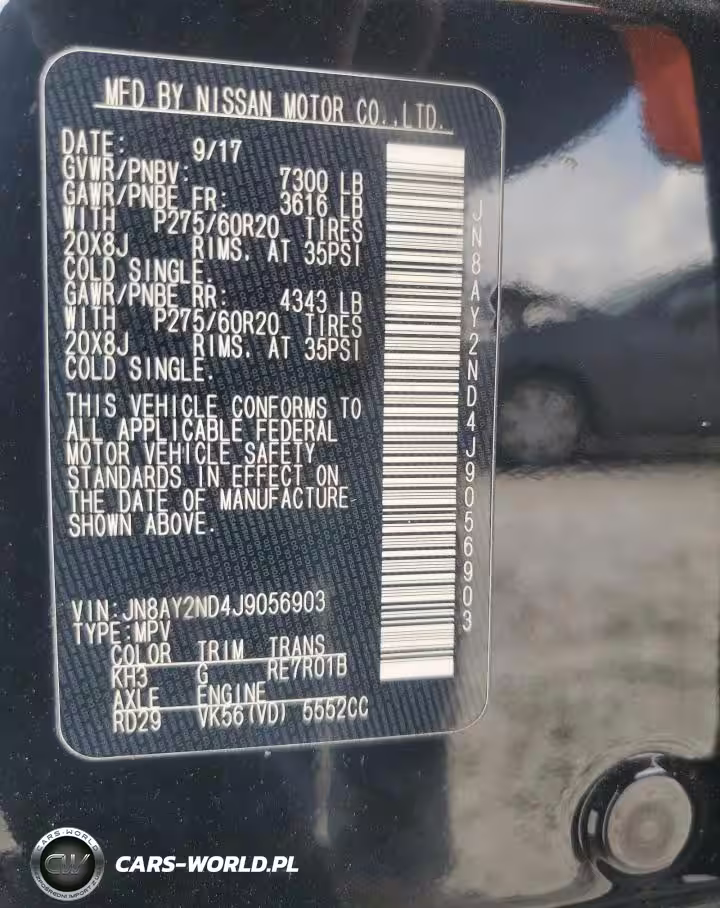 MFD BY NISSAN MOTOR CO.,LTD.
DATE: 9/17
GVWR/PNBV: 7300 LB
GAWR/PNBE FR: 3616 LB
WITH P275/60R20 TIRES
20X8J RIMS. AT 35PSI
COLD SINGLE.
GAWR/PNBE RR: 4343 LB
WITH P275/60R20 TIRES
20X8J RIMS. AT 35PSI
COLD SINGLE.
THIS VEHICLE CONFORMS TO
ALL APPLICABLE FEDERAL
MOTOR VEHICLE SAFETY
STANDARDS IN EFFECT ON
THE DATE OF MANUFACTURE
SHOWN ABOVE.
VIN:JN8AY2ND4J9056903
TYPE:MPV
COLOR TRIM TRANS
KH3 G RE7R01B
AXLE ENGINE
RD29 VK56(VD) 5552CC
JN8AY2ND4J9056903
CARS-WORLD
CW
CARS-WORLD.PL